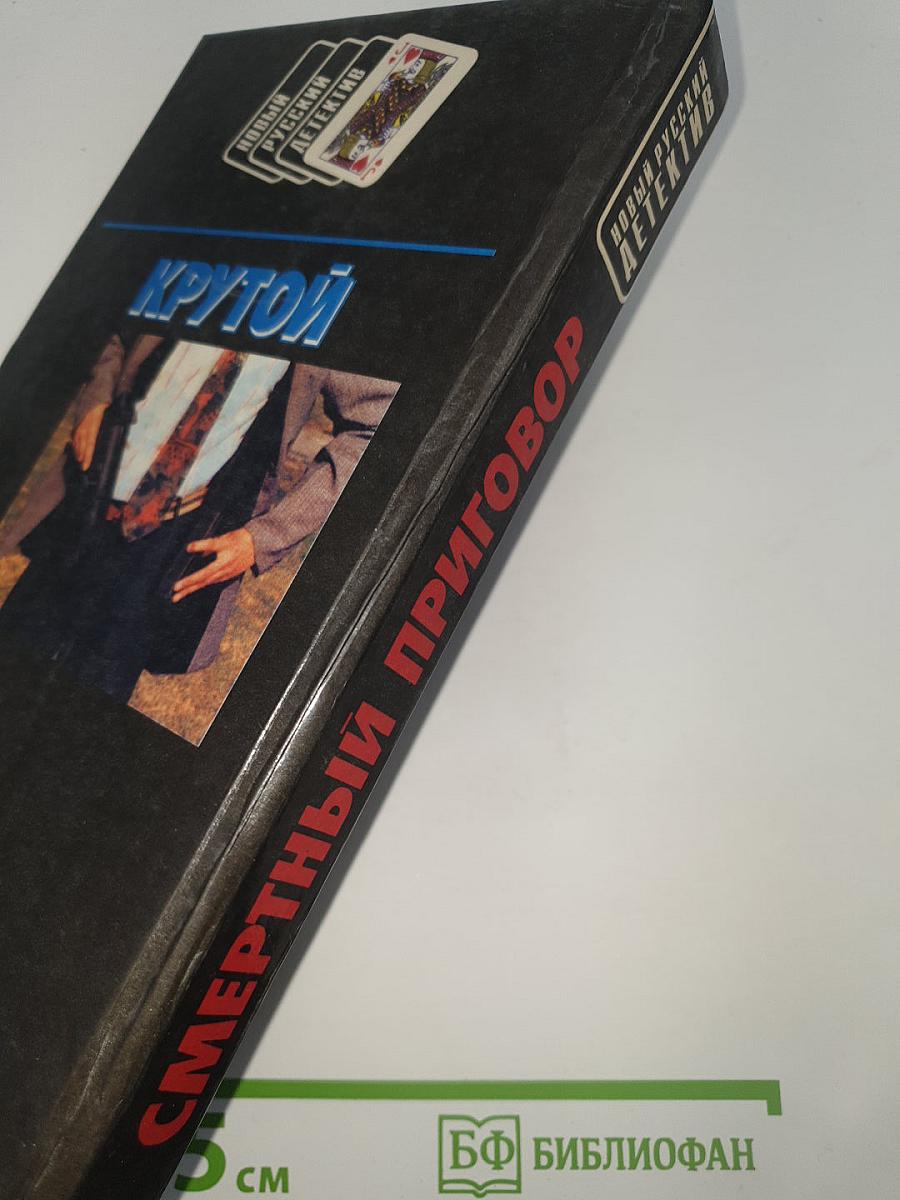 НОВЫЙ
РУССКИЙ
ДЕТЕКТИВ
J
J
КРУТОЙ
НОВЫЙ РУССКИЙ
ДЕТЕКТИВ
СМЕРТНЫЙ ПРИГОВОР
5 см
БФ БИБЛИОФАН